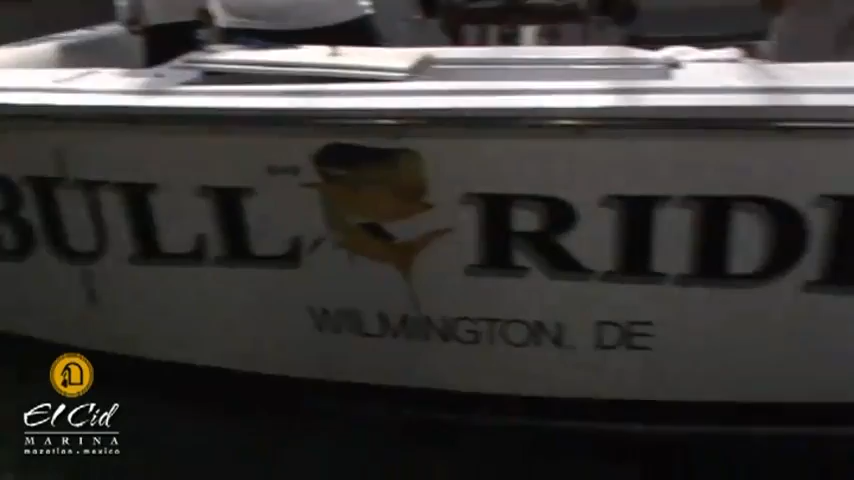 BULL RID
WILMINGTON, DE
El Cid
MARINA
mazatlan . mexico